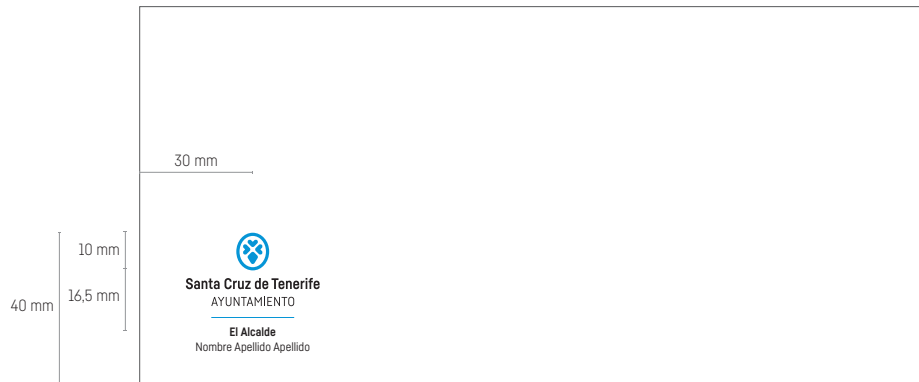 30 mm
10 mm
16,5 mm
40 mm
Santa Cruz de Tenerife
AYUNTAMIENTO
El Alcalde
Nombre Apellido Apellido